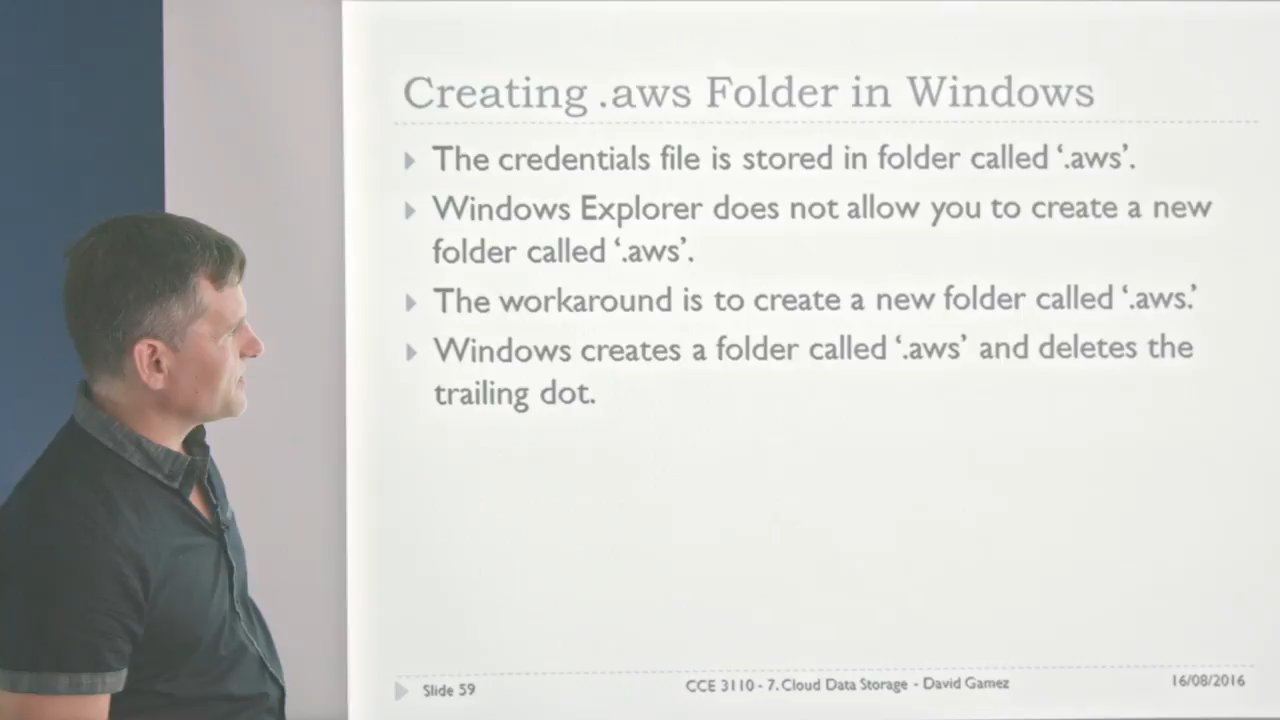 Creating .aws Folder in Windows
The credentials file is stored in folder called ‘.aws’.
Windows Explorer does not allow you to create a new
folder called ‘.aws’.
The workaround is to create a new folder called ‘.aws.’
Windows creates a folder called ‘.aws’ and deletes the
trailing dot.
Slide 59
CCE 3110 - 7. Cloud Data Storage - David Gamez
16/08/2016